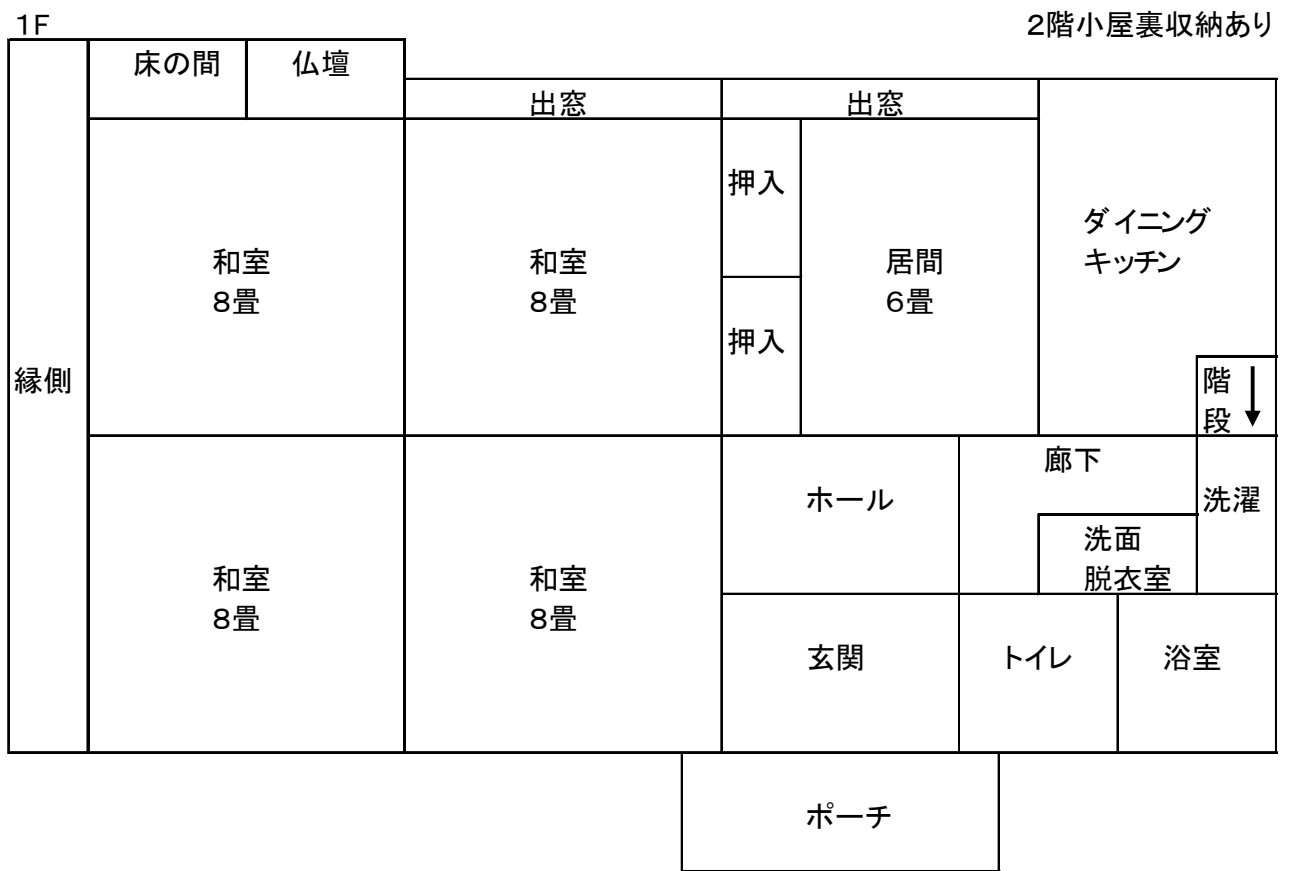 1F
2階小屋裏収納あり
床の間
仏壇
出窓
出窓
押入
和室
8畳
和室
8畳
居間
6畳
ダイニング
キッチン
押入
縁側
階
段
廊下
ホール
洗濯
洗面
脱衣室
和室
8畳
和室
8畳
玄関
トイレ
浴室
ポーチ